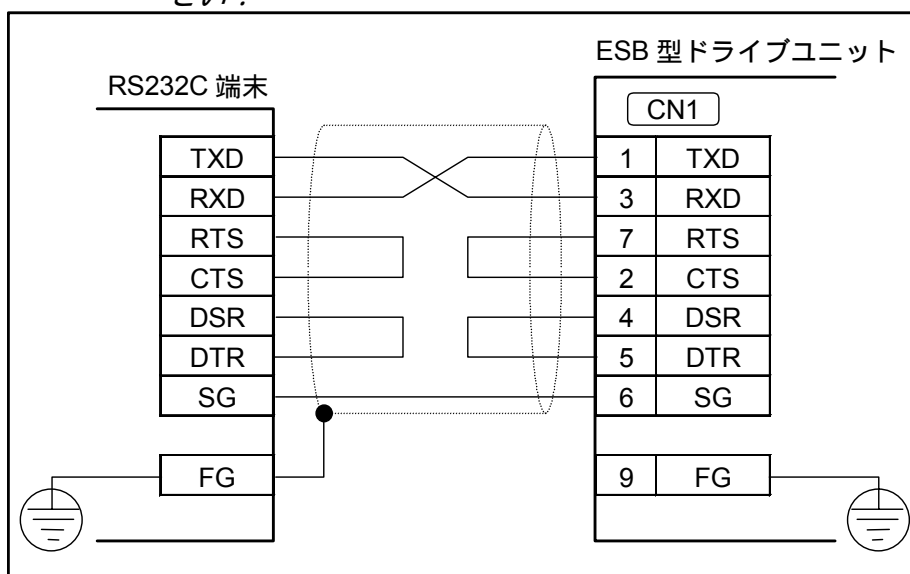 ESB 型ドライブユニット
RS232C 端末
CN1
TXD 1 TXD
RXD 3 RXD
RTS 7 RTS
CTS 2 CTS
DSR 4 DSR
DTR 5 DTR
SG 6 SG
FG 9 FG